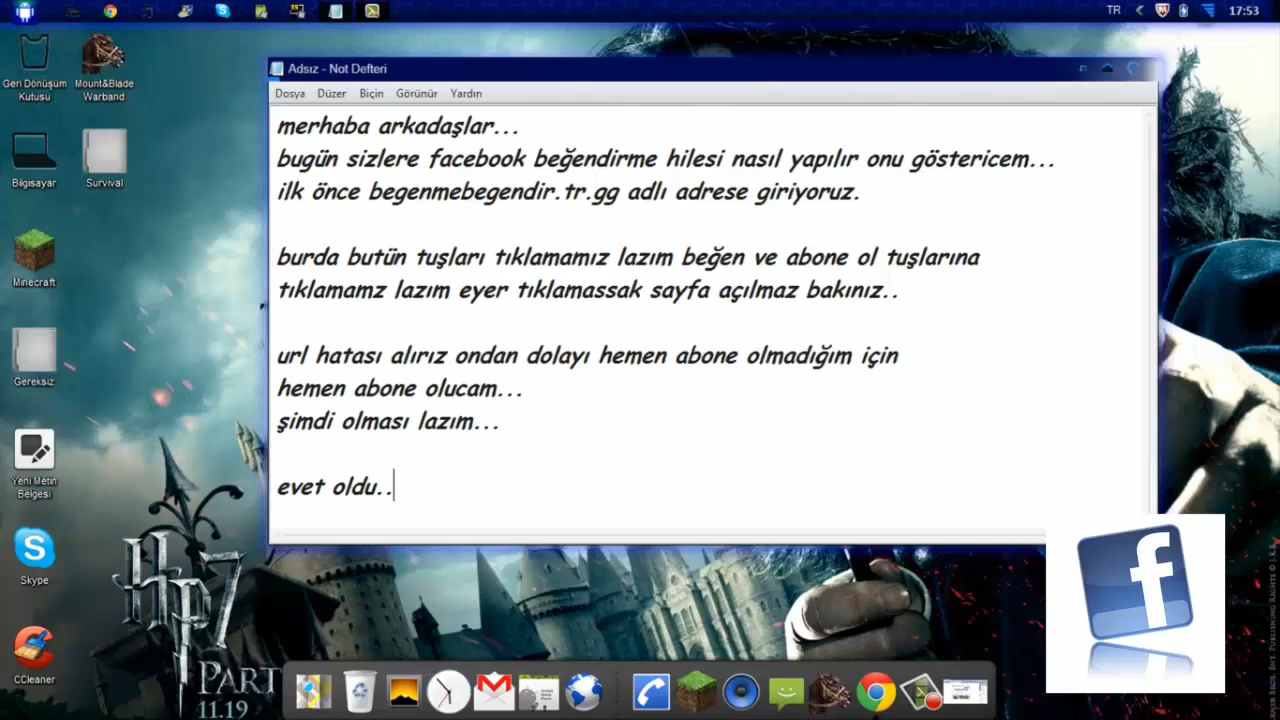 TR
17:53
Geri Dönüşüm
Kutusu
Mount&Blade
Warband
Bilgisayar
Survival
Minecraft
Gereksiz
Yeni Metin
Belgesi
Skype
CCleaner
Adsız - Not Defteri
Dosya Düzer Biçin Görünür Yardın
merhaba arkadaşlar...
bugün sizlere facebook beğendirme hilesi nasıl yapılır onu göstericem...
ilk önce begenmebegendir.tr.gg adlı adrese giriyoruz.
burda butün tuşları tıklamamız lazım beğen ve abone ol tuşlarına
tıklamamz lazım eyer tıklamassak sayfa açılmaz bakınız..
url hatası alırız ondan dolayı hemen abone olmadığım için
hemen abone olucam...
şimdi olması lazım...
evet oldu..
HP7
PART
11.19